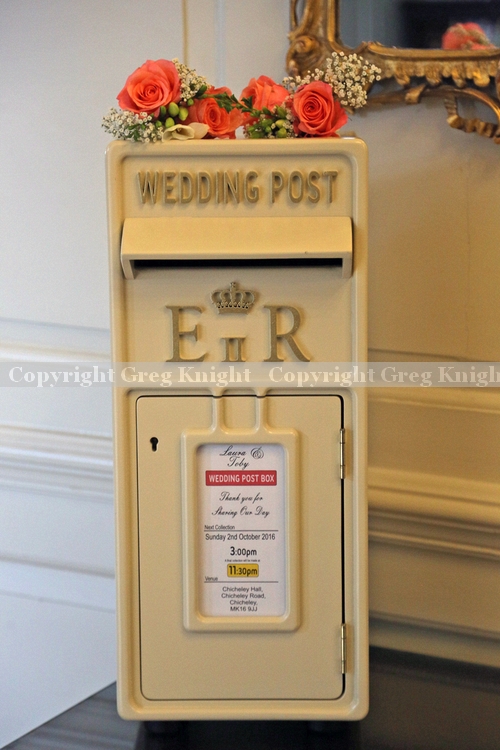 WEDDING POST
E II R
Copyright Greg Knight Copyright Greg Knight
Laura &
Toby
WEDDING POST BOX
Thank you for
Sharing Our Day
Next Collection
Sunday 2nd October 2016
3:00pm
11:30pm
Venue
Chicheley Hall,
Chicheley Road,
Chicheley,
MK16 9JJ